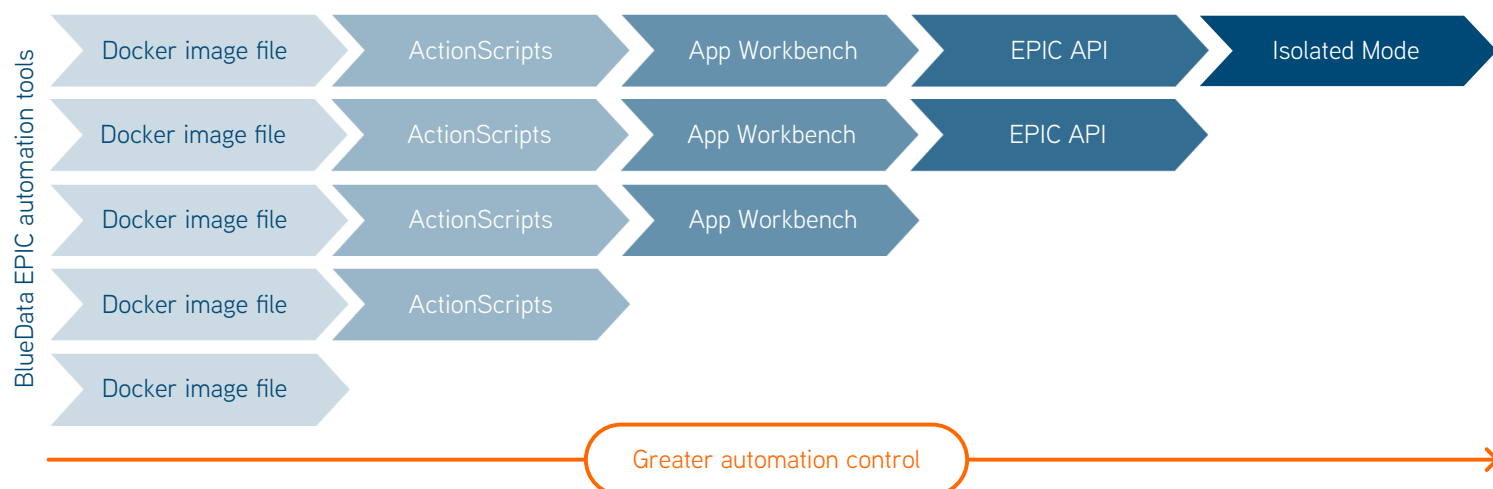 BlueData EPIC automation tools
Docker image file ActionScripts App Workbench EPIC API Isolated Mode
Docker image file ActionScripts App Workbench EPIC API
Docker image file ActionScripts App Workbench
Docker image file ActionScripts
Docker image file
Greater automation control